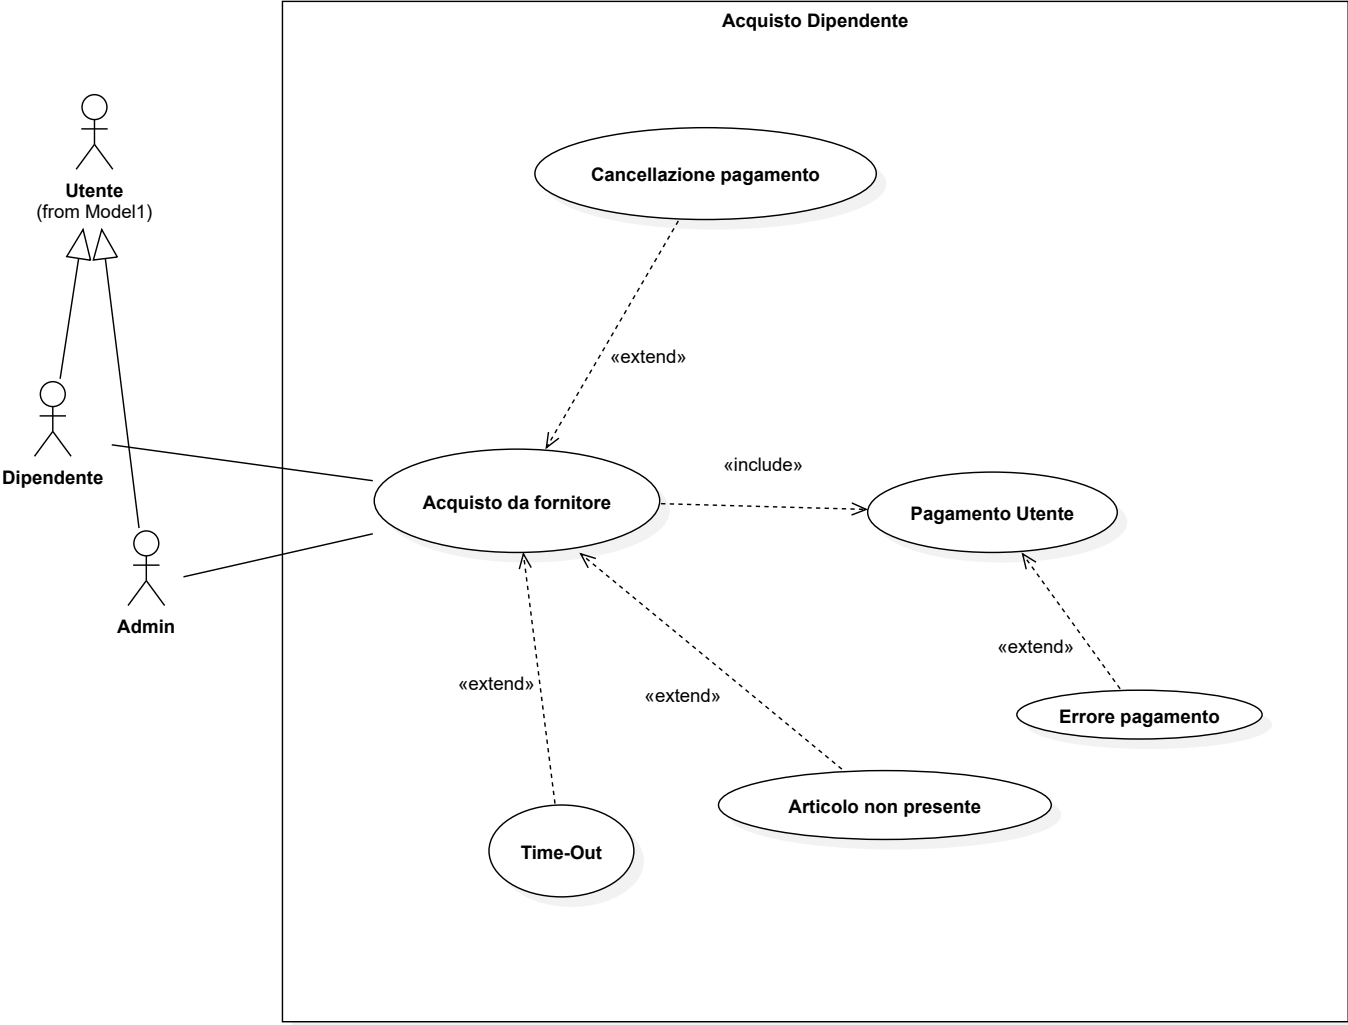 Acquisto Dipendente
Utente
(from Model1)
Cancellazione pagamento
«extend»
Dipendente
«include»
Acquisto da fornitore
Pagamento Utente
Admin
«extend»
«extend»
«extend»
Errore pagamento
Articolo non presente
Time-Out